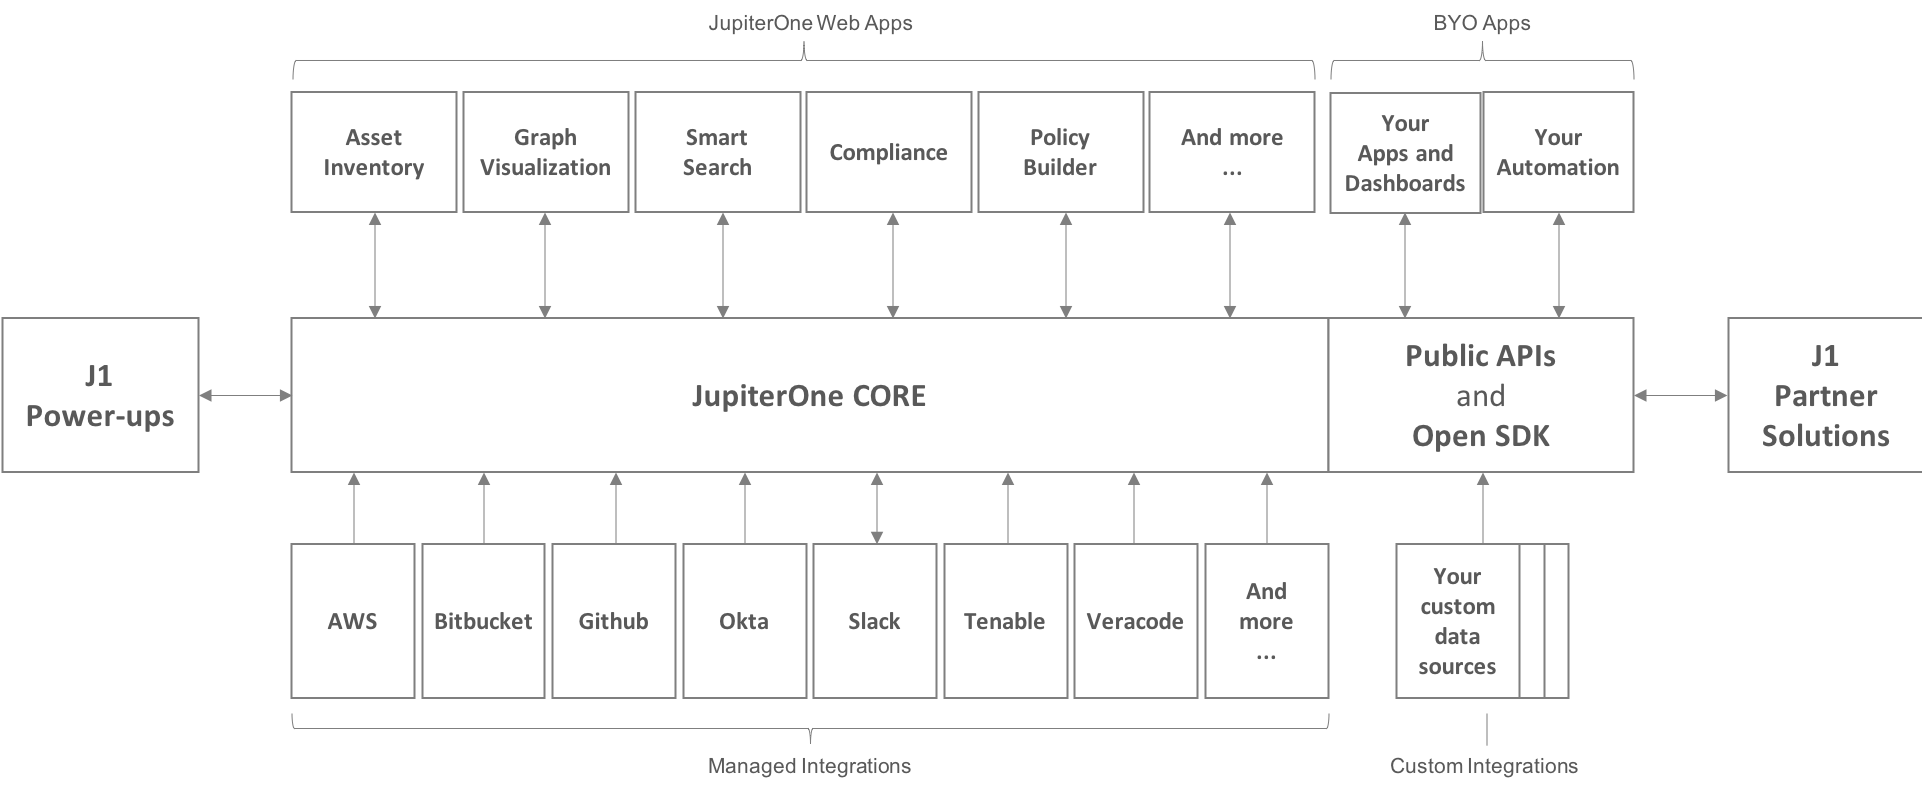 JupiterOne Web Apps
BYO Apps
Asset
Inventory
Graph
Visualization
Smart
Search
Compliance
Policy
Builder
And more
...
Your
Apps and
Dashboards
Your
Automation
J1
Power-ups
JupiterOne CORE
Public APIs
and
Open SDK
J1
Partner
Solutions
AWS
Bitbucket
Github
Okta
Slack
Tenable
Veracode
And
more
...
Your
custom
data
sources
Managed Integrations
Custom Integrations